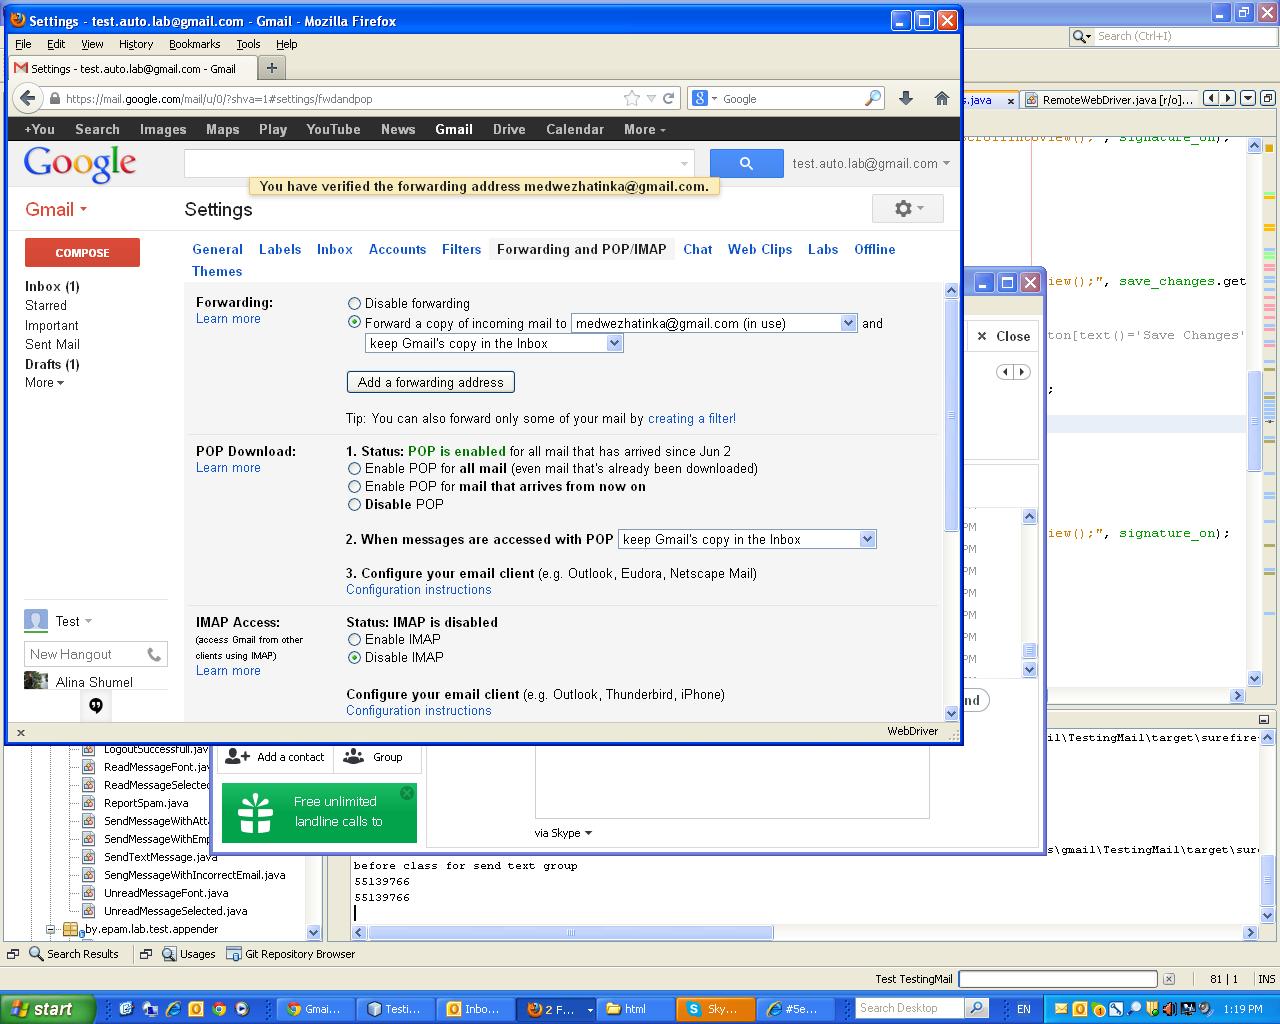 Settings - test.auto.lab@gmail.com - Gmail - Mozilla Firefox
File Edit View History Bookmarks Tools Help
Search (Ctrl+I)
Settings - test.auto.lab@gmail.com - Gmail
https://mail.google.com/mail/u/0/?shva=1#settings/fwdandpop
Google
s.java
RemoteWebDriver.java [r/o]...
+You Search Images Maps Play YouTube News Gmail Drive Calendar More
signature_on);
Google
test.auto.lab@gmail.com
You have verified the forwarding address medwezhatinka@gmail.com.
Gmail
Settings
COMPOSE
General Labels Inbox Accounts Filters Forwarding and POP/IMAP Chat Web Clips Labs Offline
Themes
Inbox (1)
Starred
Important
Sent Mail
Drafts (1)
More
Forwarding:
Learn more
Disable forwarding
Forward a copy of incoming mail to medwezhatinka@gmail.com (in use) and
keep Gmail's copy in the Inbox
Add a forwarding address
Tip: You can also forward only some of your mail by creating a filter!
iew();", save_changes.get
Close
ton[text()='Save Changes'
;
POP Download:
Learn more
1. Status: POP is enabled for all mail that has arrived since Jun 2
Enable POP for all mail (even mail that's already been downloaded)
Enable POP for mail that arrives from now on
Disable POP
2. When messages are accessed with POP keep Gmail's copy in the Inbox
3. Configure your email client (e.g. Outlook, Eudora, Netscape Mail)
Configuration instructions
iew();", signature_on);
PM
PM
PM
PM
PM
PM
PM
IMAP Access:
(access Gmail from other
clients using IMAP)
Learn more
Status: IMAP is disabled
Enable IMAP
Disable IMAP
Configure your email client (e.g. Outlook, Thunderbird, iPhone)
Configuration instructions
Test
New Hangout
Alina Shumel
nd
WebDriver
il\TestingMail\target\surefire
LogoutSuccessfull.java
ReadMessageFont.java
ReadMessageSelected
ReportSpam.java
SendMessageWithAtta
SendMessageWithEmp
SendTextMessage.java
SengMessageWithIncorrectEmail.java
UnreadMessageFont.java
UnreadMessageSelected.java
by.epam.lab.test.appender
Add a contact Group
Free unlimited
landline calls to
via Skype
s\gmail\TestingMail\target\sure
before class for send text group
55139766
55139766
Search Results Usages Git Repository Browser
Test TestingMail
81 | 1 INS
start
Gmai... Testi... Inbo... 2 F... html Sky... #5e... Search Desktop EN 1:19 PM